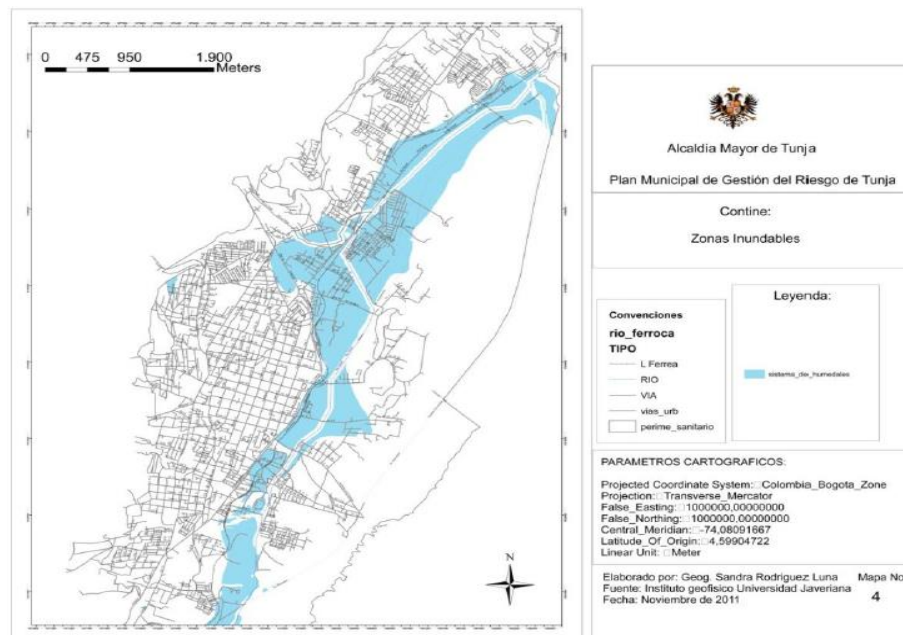 0 475 950 1.900
Meters
N
Alcaldía Mayor de Tunja
Plan Municipal de Gestión del Riesgo de Tunja
Contine:
Zonas Inundables
Convenciones
rio_ferroca
TIPO
L Ferrea
RIO
VIA
vias_urb
perime_sanitario
Leyenda:
sistema_de_humedales
PARAMETROS CARTOGRAFICOS:
Projected Coordinate System:□Colombia_Bogota_Zone
Projection:□Transverse_Mercator
False_Easting:□1000000,00000000
False_Northing:□1000000,00000000
Central_Meridian:□-74,08091667
Latitude_Of_Origin:□4,59904722
Linear Unit: □Meter
Elaborado por: Geog. Sandra Rodriguez Luna Mapa No
Fuente: Instituto geofisico Universidad Javeriana
4
Fecha: Noviembre de 2011